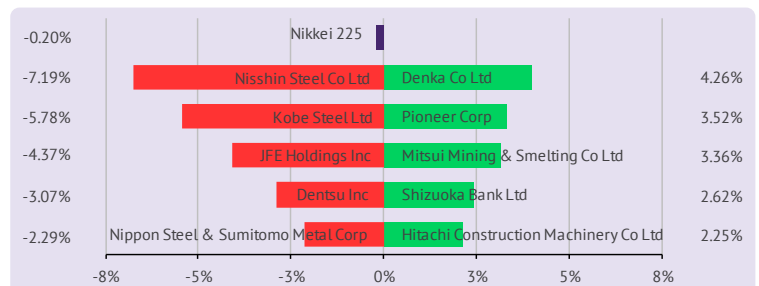 -0.20% Nikkei 225
-7.19% Nisshin Steel Co Ltd Denka Co Ltd 4.26%
-5.78% Kobe Steel Ltd Pioneer Corp 3.52%
-4.37% JFE Holdings Inc Mitsui Mining & Smelting Co Ltd 3.36%
-3.07% Dentsu Inc Shizuoka Bank Ltd 2.62%
-2.29% Nippon Steel & Sumitomo Metal Corp Hitachi Construction Machinery Co Ltd 2.25%
-8% -5% -3% 0% 3% 5% 8%